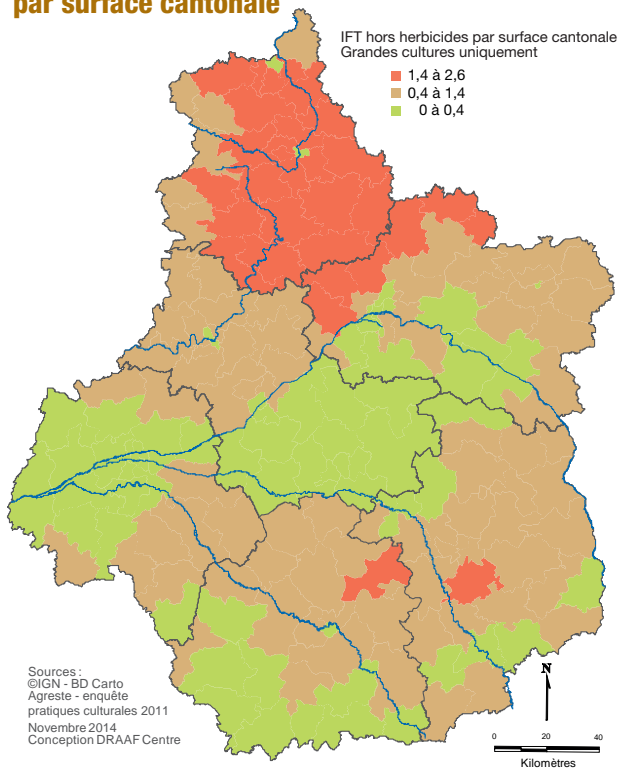 par surface cantonale
IFT hors herbicides par surface cantonale
Grandes cultures uniquement
1,4 à 2,6
0,4 à 1,4
0 à 0,4
Sources :
©IGN - BD Carto
Agreste - enquête
pratiques culturales 2011
Novembre 2014
Conception DRAAF Centre
N
0 20 40
Kilomètres